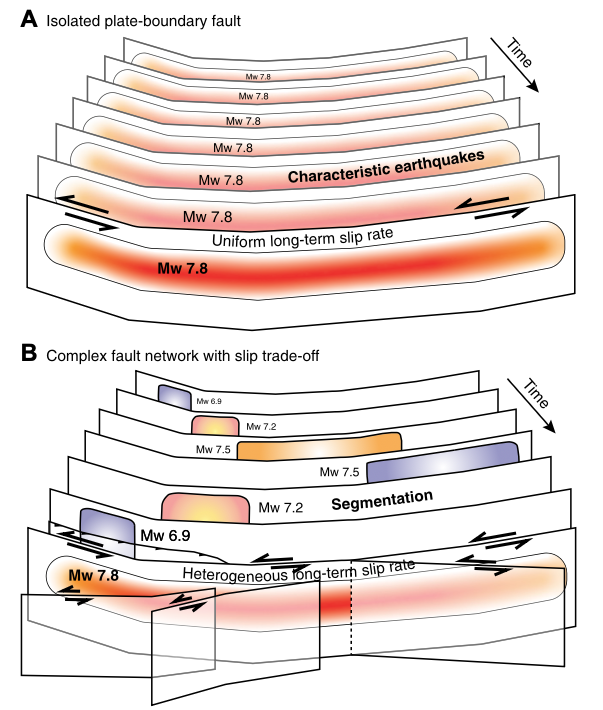 A Isolated plate-boundary fault
Time
Mw 7.8
Mw 7.8
Mw 7.8
Mw 7.8
Mw 7.8
Characteristic earthquakes
Mw 7.8
Uniform long-term slip rate
Mw 7.8
B Complex fault network with slip trade-off
Time
Mw 6.9
Mw 7.2
Mw 7.5
Mw 7.5
Mw 7.2
Segmentation
Mw 6.9
Heterogeneous long-term slip rate
Mw 7.8